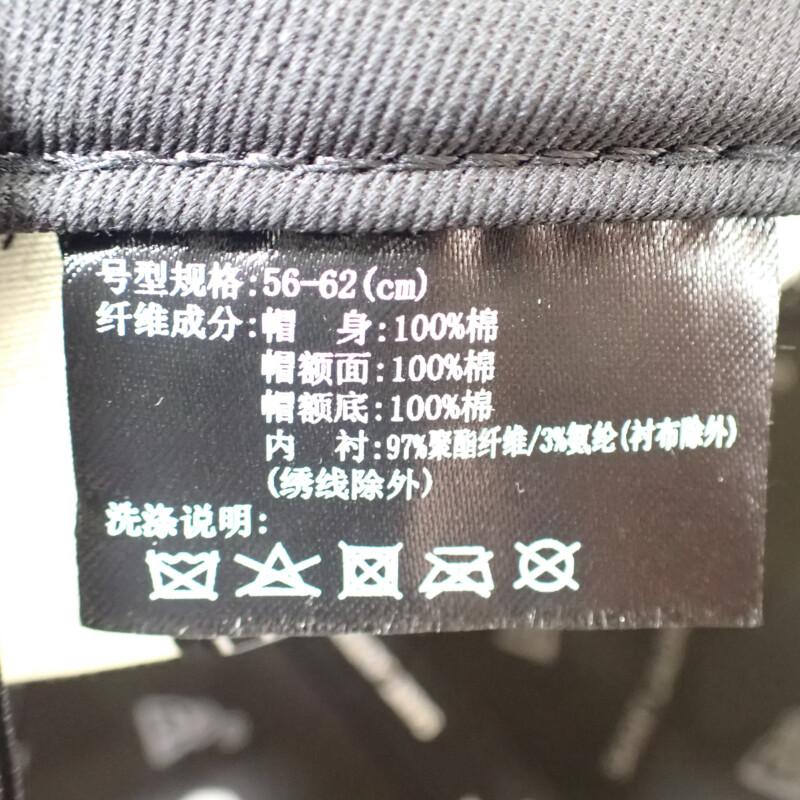 号型规格:56-62(cm)
纤维成分:帽 身:100%棉
帽额面:100%棉
帽额底:100%棉
内 衬:97%聚酯纤维/3%氨纶(衬布除外)
(绣线除外)
洗涤说明: